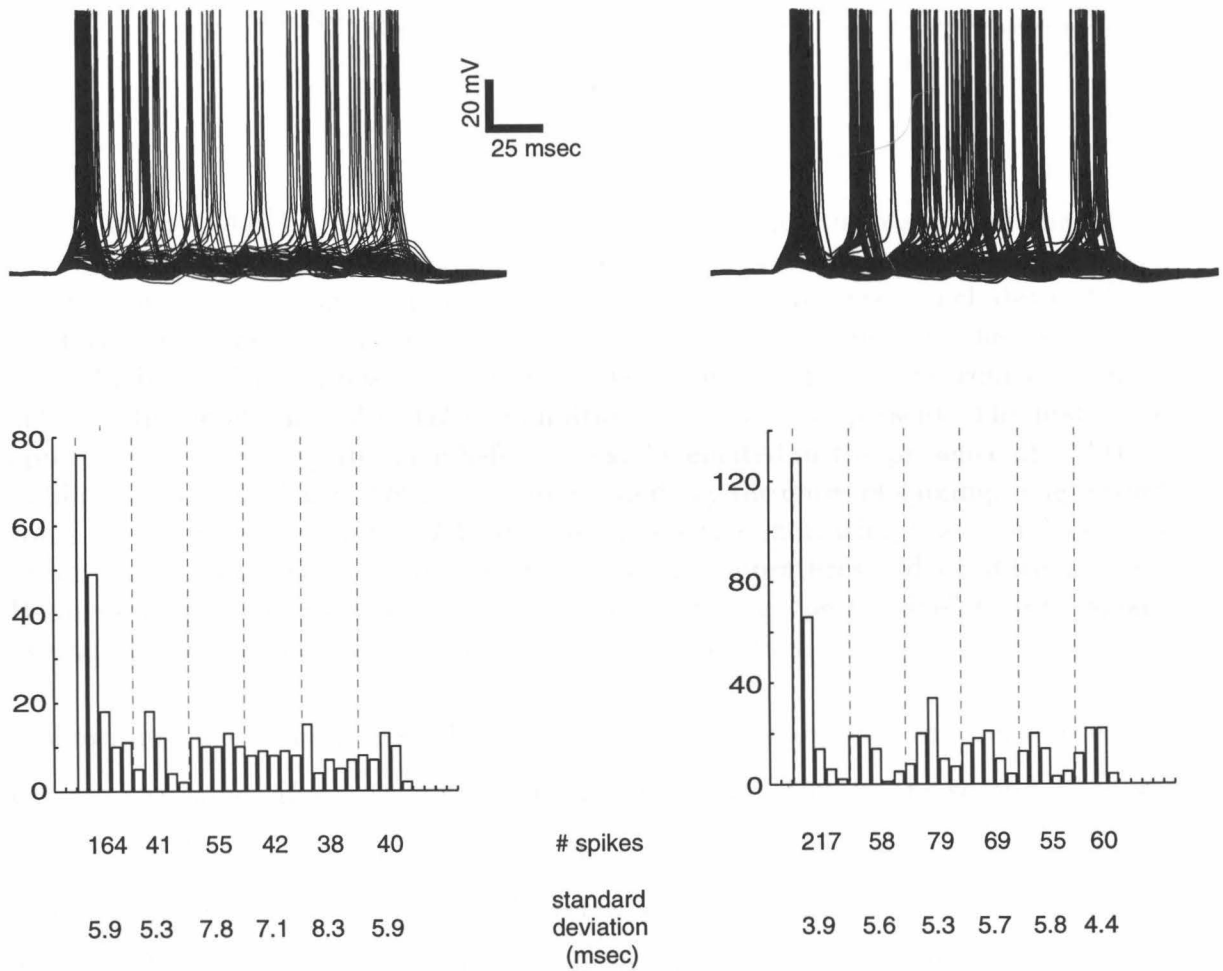 20 mV
25 msec
80
60
40
20
0
120
80
40
0
164 41 55 42 38 40
# spikes
217 58 79 69 55 60
standard
deviation
(msec)
5.9 5.3 7.8 7.1 8.3 5.9
3.9 5.6 5.3 5.7 5.8 4.4